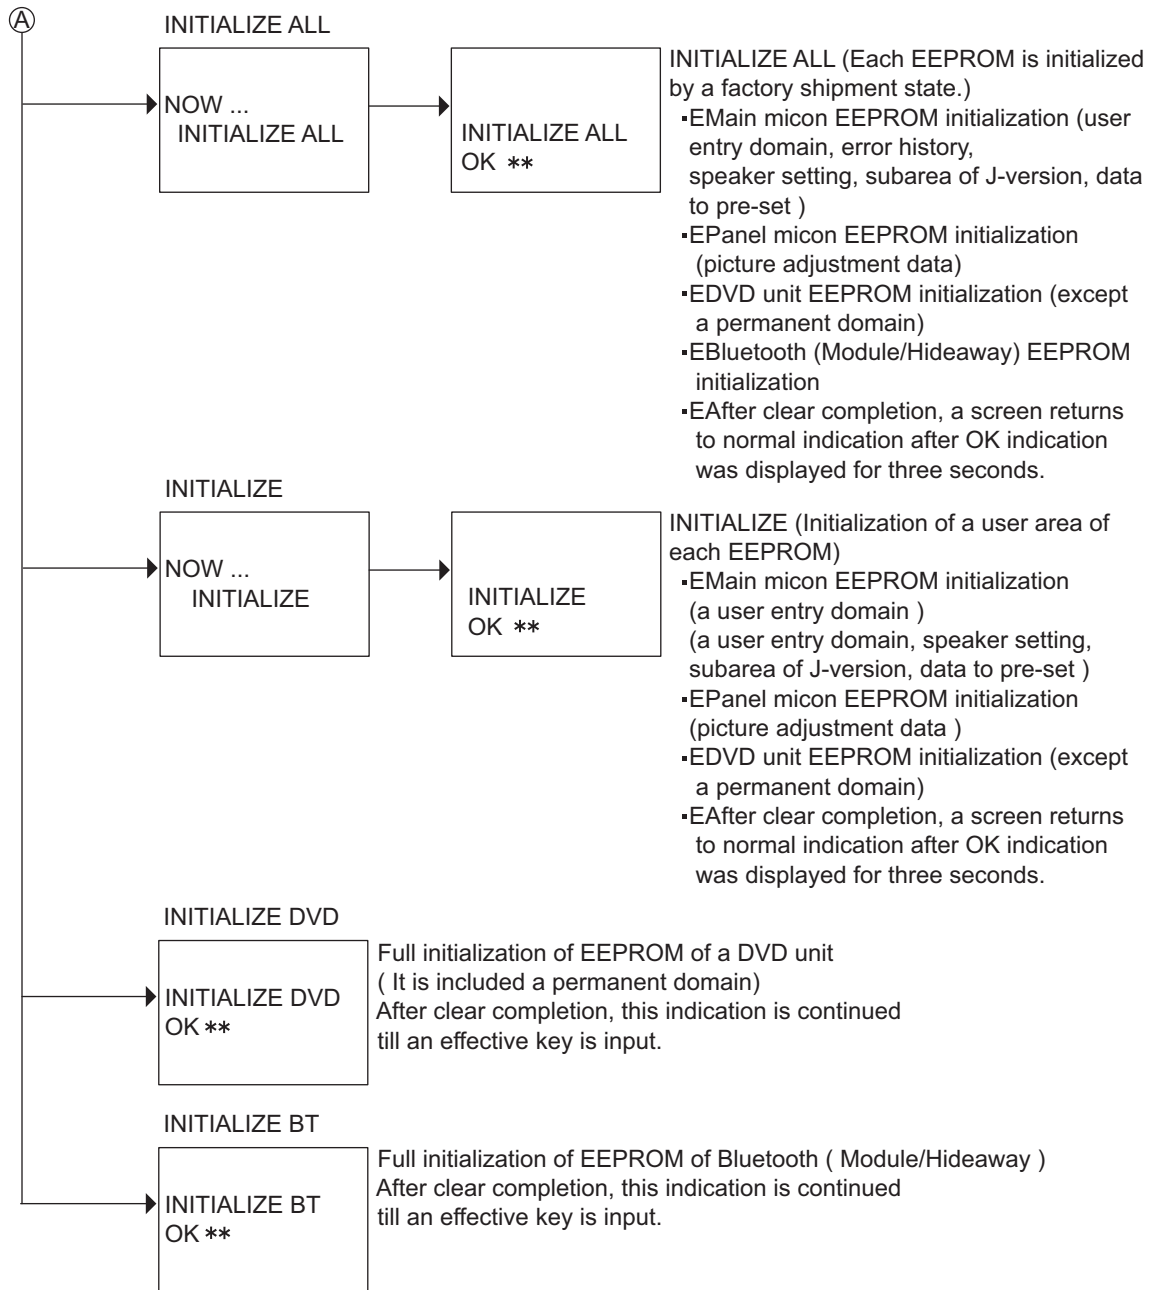 A
INITIALIZE ALL
NOW ...
INITIALIZE ALL
INITIALIZE ALL
OK **
INITIALIZE ALL (Each EEPROM is initialized
by a factory shipment state.)
▪EMain micon EEPROM initialization (user
entry domain, error history,
speaker setting, subarea of J-version, data
to pre-set )
▪EPanel micon EEPROM initialization
(picture adjustment data)
▪EDVD unit EEPROM initialization (except
a permanent domain)
▪EBluetooth (Module/Hideaway) EEPROM
initialization
▪EAfter clear completion, a screen returns
to normal indication after OK indication
was displayed for three seconds.
INITIALIZE
NOW ...
INITIALIZE
INITIALIZE
OK **
INITIALIZE (Initialization of a user area of
each EEPROM)
▪EMain micon EEPROM initialization
(a user entry domain )
(a user entry domain, speaker setting,
subarea of J-version, data to pre-set )
▪EPanel micon EEPROM initialization
(picture adjustment data )
▪EDVD unit EEPROM initialization (except
a permanent domain)
▪EAfter clear completion, a screen returns
to normal indication after OK indication
was displayed for three seconds.
INITIALIZE DVD
INITIALIZE DVD
OK **
Full initialization of EEPROM of a DVD unit
( It is included a permanent domain)
After clear completion, this indication is continued
till an effective key is input.
INITIALIZE BT
INITIALIZE BT
OK **
Full initialization of EEPROM of Bluetooth ( Module/Hideaway )
After clear completion, this indication is continued
till an effective key is input.